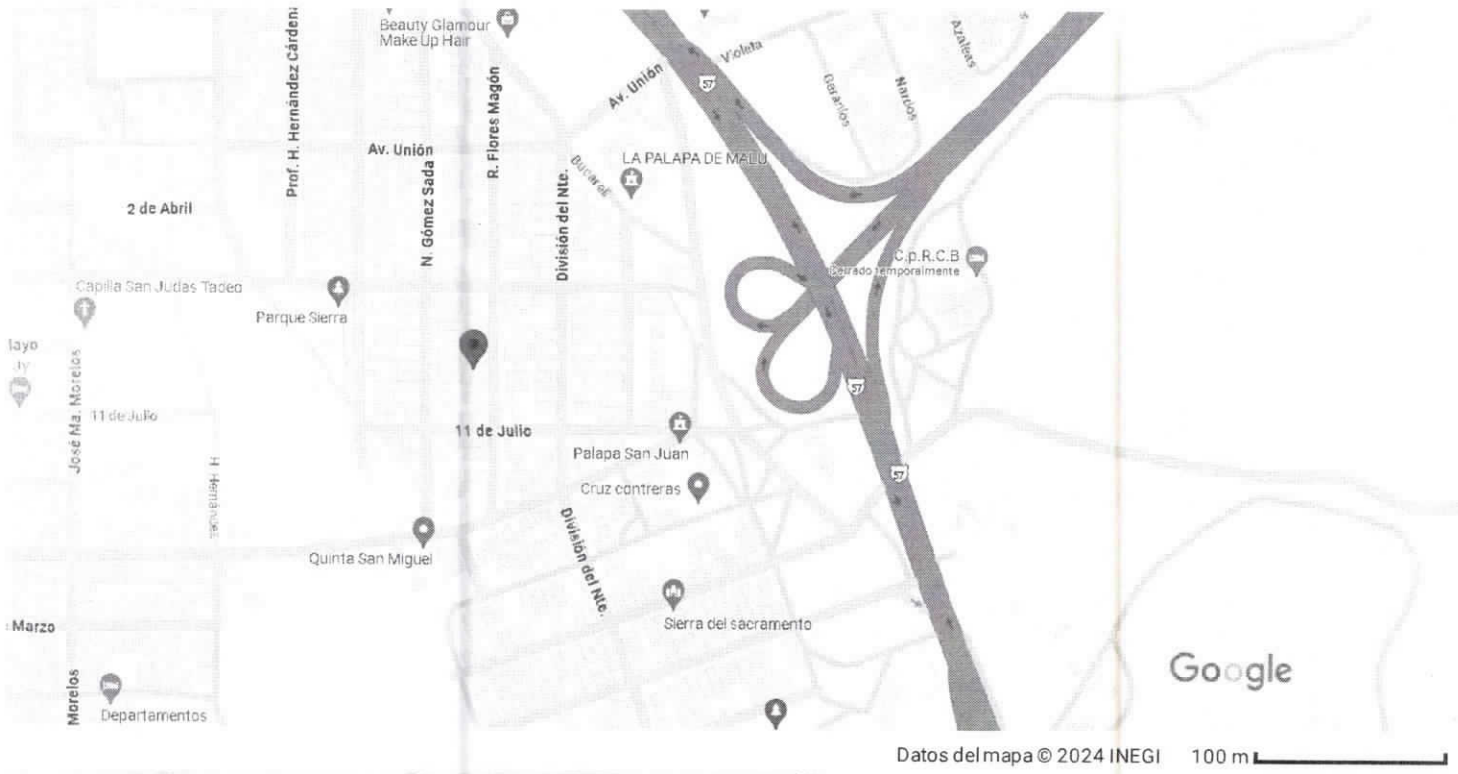 Beauty Glamour
Make Up Hair
Prof. H. Hernández Cárdena
R. Flores Magón
Av. Unión
Violeta
Azaleas
57
Geranios
Nardos
Av. Unión
N. Gómez Sada
Bucareli
LA PALAPA DE MALU
2 de Abril
División del Nte.
C.p.R.C.B
Cerrado temporalmente
Capilla San Judas Tadeo
Parque Sierra
layo
José Ma. Morelos
57
11 de Julio
11 de Julio
Palapa San Juan
57
H. Hernández
Cruz contreras
División del Nte.
Quinta San Miguel
Sierra del sacramento
Marzo
Morelos
Departamentos
Google
Datos del mapa © 2024 INEGI 100 m